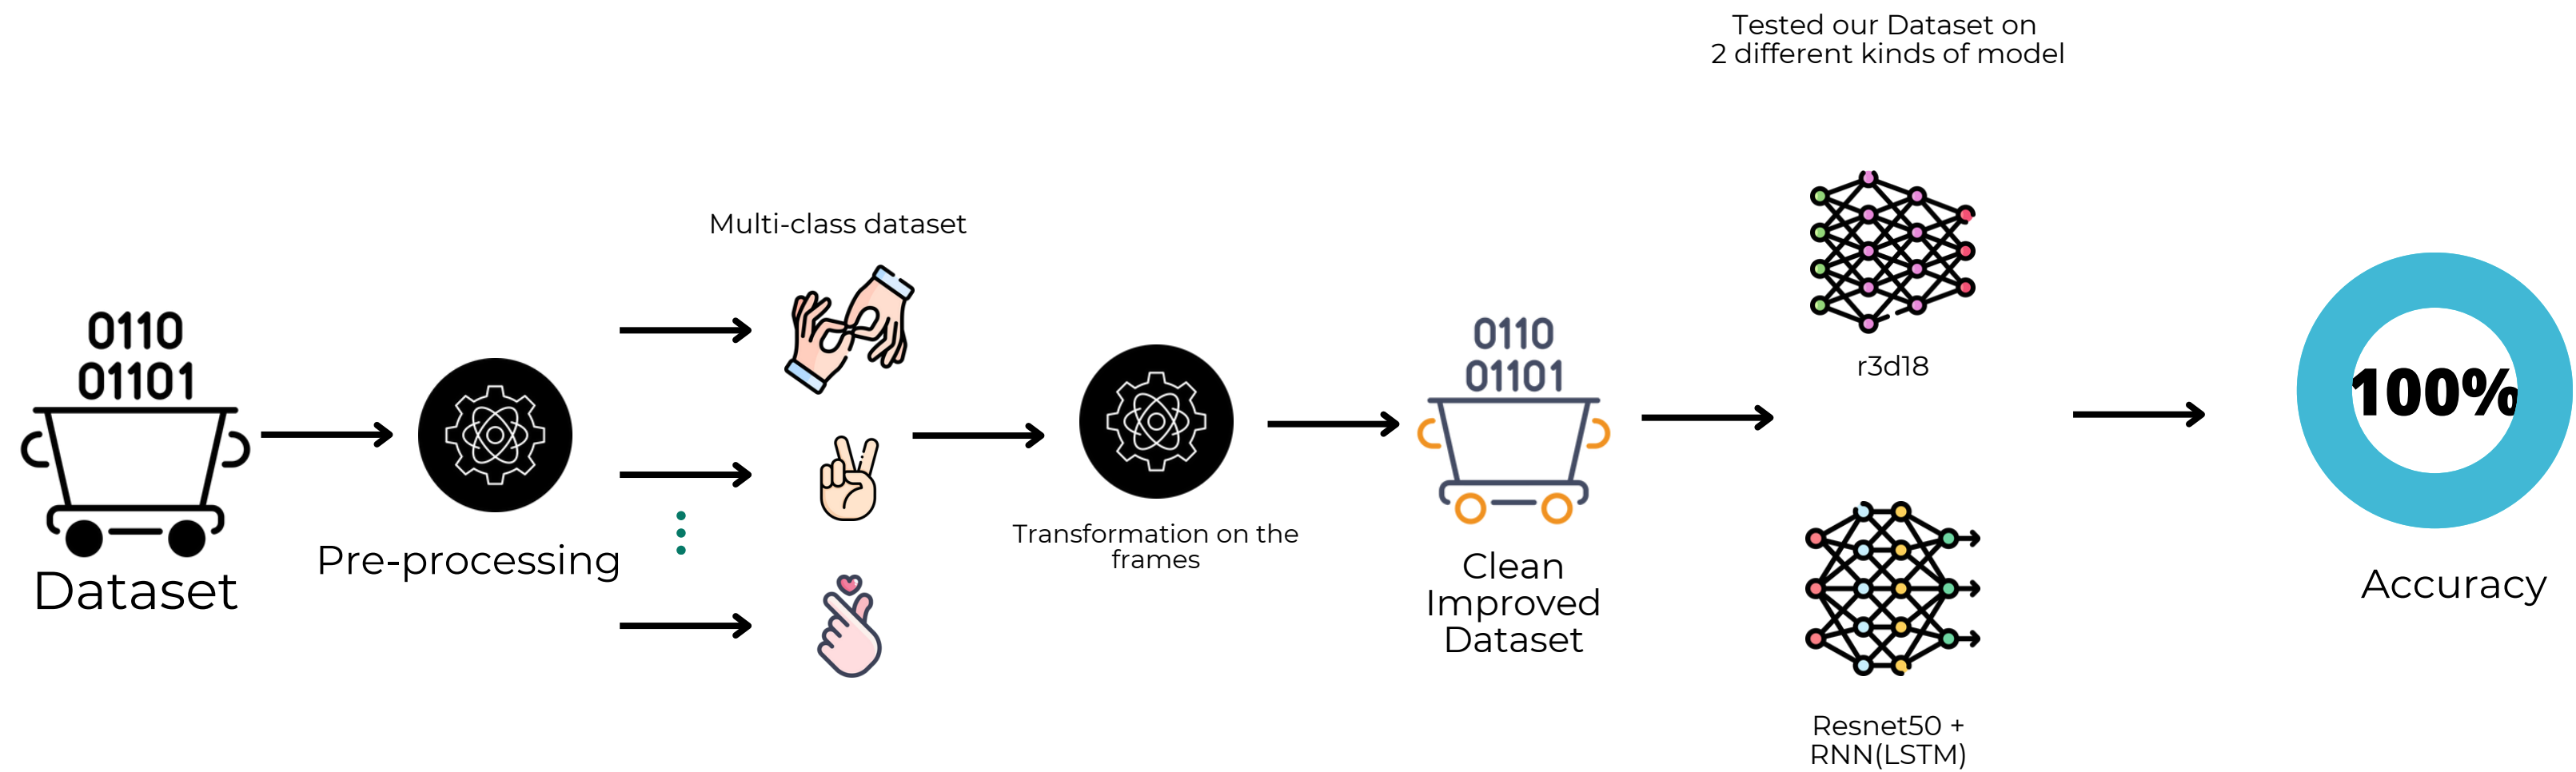 0110
01101
Dataset
Pre-processing
Multi-class dataset
Transformation on the
frames
0110
01101
Clean
Improved
Dataset
Tested our Dataset on
2 different kinds of model
r3d18
Resnet50 +
RNN(LSTM)
100%
Accuracy